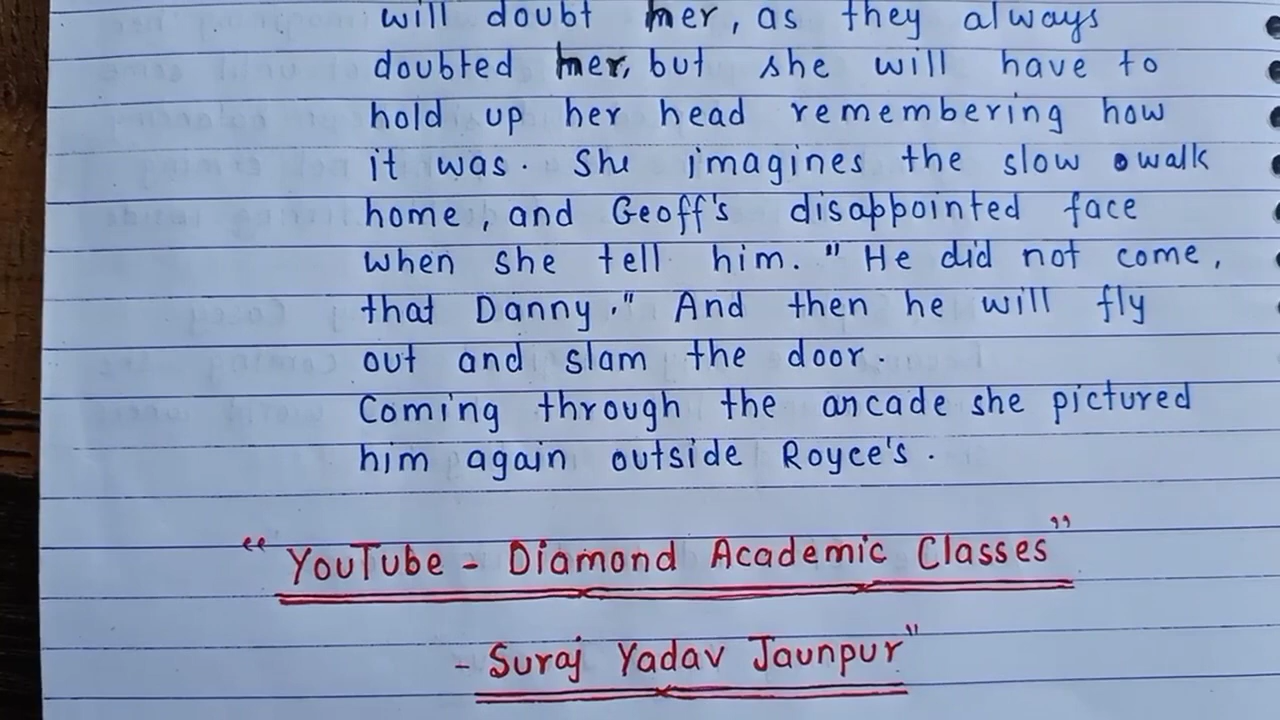 will doubt her, as they always
doubted her, but she will have to
hold up her head remembering how
it was. She imagines the slow walk
home, and Geoff's disappointed face
when she tell him. " He did not come,
that Danny." And then he will fly
out and slam the door.
Coming through the arcade she pictured
him again outside Royce's.
“ YouTube - Diamond Academic Classes”
- Suraj Yadav Jaunpur"